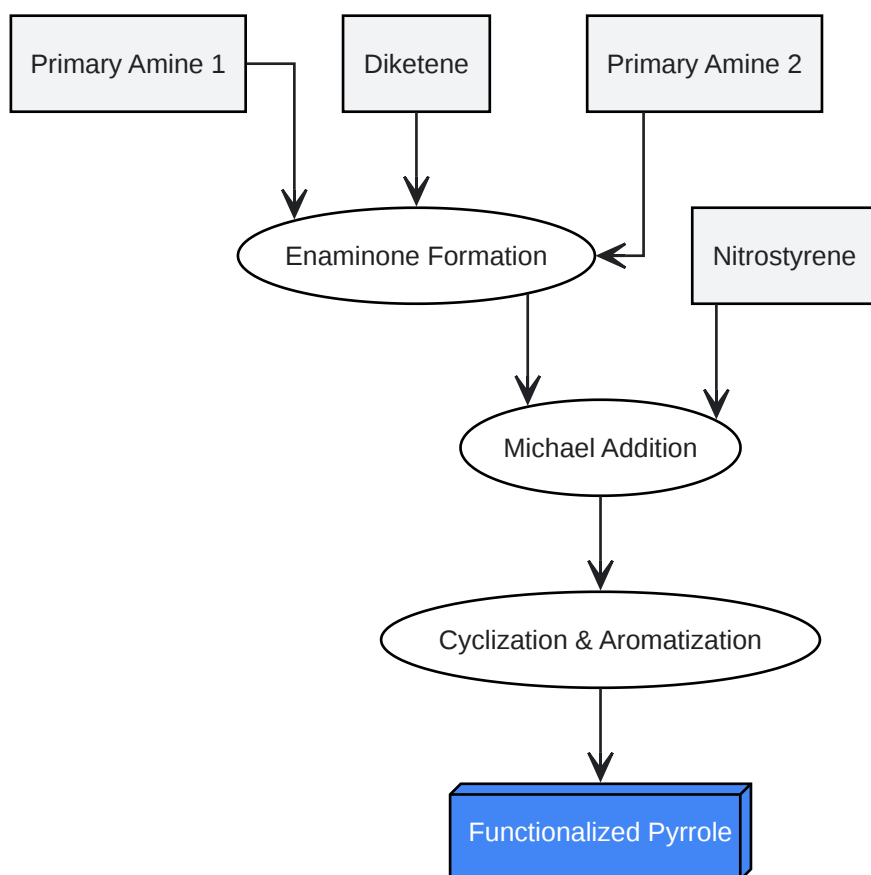 Primary Amine 1
Diketene
Primary Amine 2
Enaminone Formation
Nitrostyrene
Michael Addition
Cyclization & Aromatization
Functionalized Pyrrole